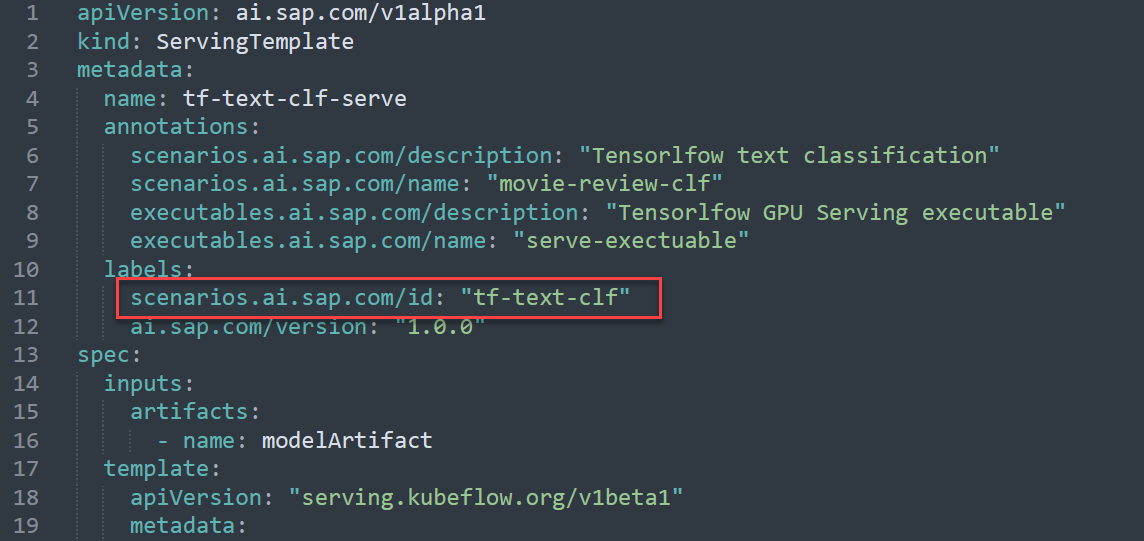 1 apiVersion: ai.sap.com/v1alpha1
2 kind: ServingTemplate
3 metadata:
4 name: tf-text-clf-serve
5 annotations:
6 scenarios.ai.sap.com/description: "Tensorlfow text classification"
7 scenarios.ai.sap.com/name: "movie-review-clf"
8 executables.ai.sap.com/description: "Tensorlfow GPU Serving executable"
9 executables.ai.sap.com/name: "serve-exectuable"
10 labels:
11 scenarios.ai.sap.com/id: "tf-text-clf"
12 ai.sap.com/version: "1.0.0"
13 spec:
14 inputs:
15 artifacts:
16 - name: modelArtifact
17 template:
18 apiVersion: "serving.kubeflow.org/v1beta1"
19 metadata: